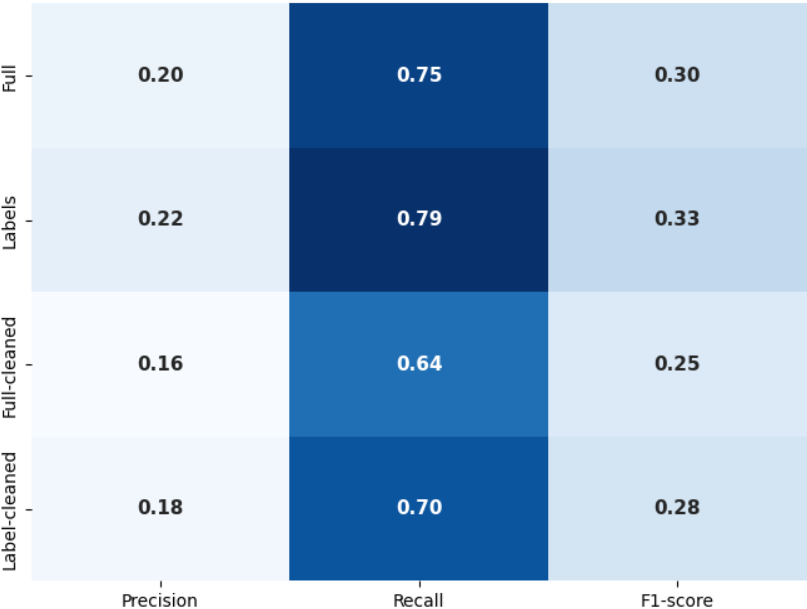 Full 0.20 0.75 0.30
Labels 0.22 0.79 0.33
Full-cleaned 0.16 0.64 0.25
Label-cleaned 0.18 0.70 0.28
Precision Recall F1-score